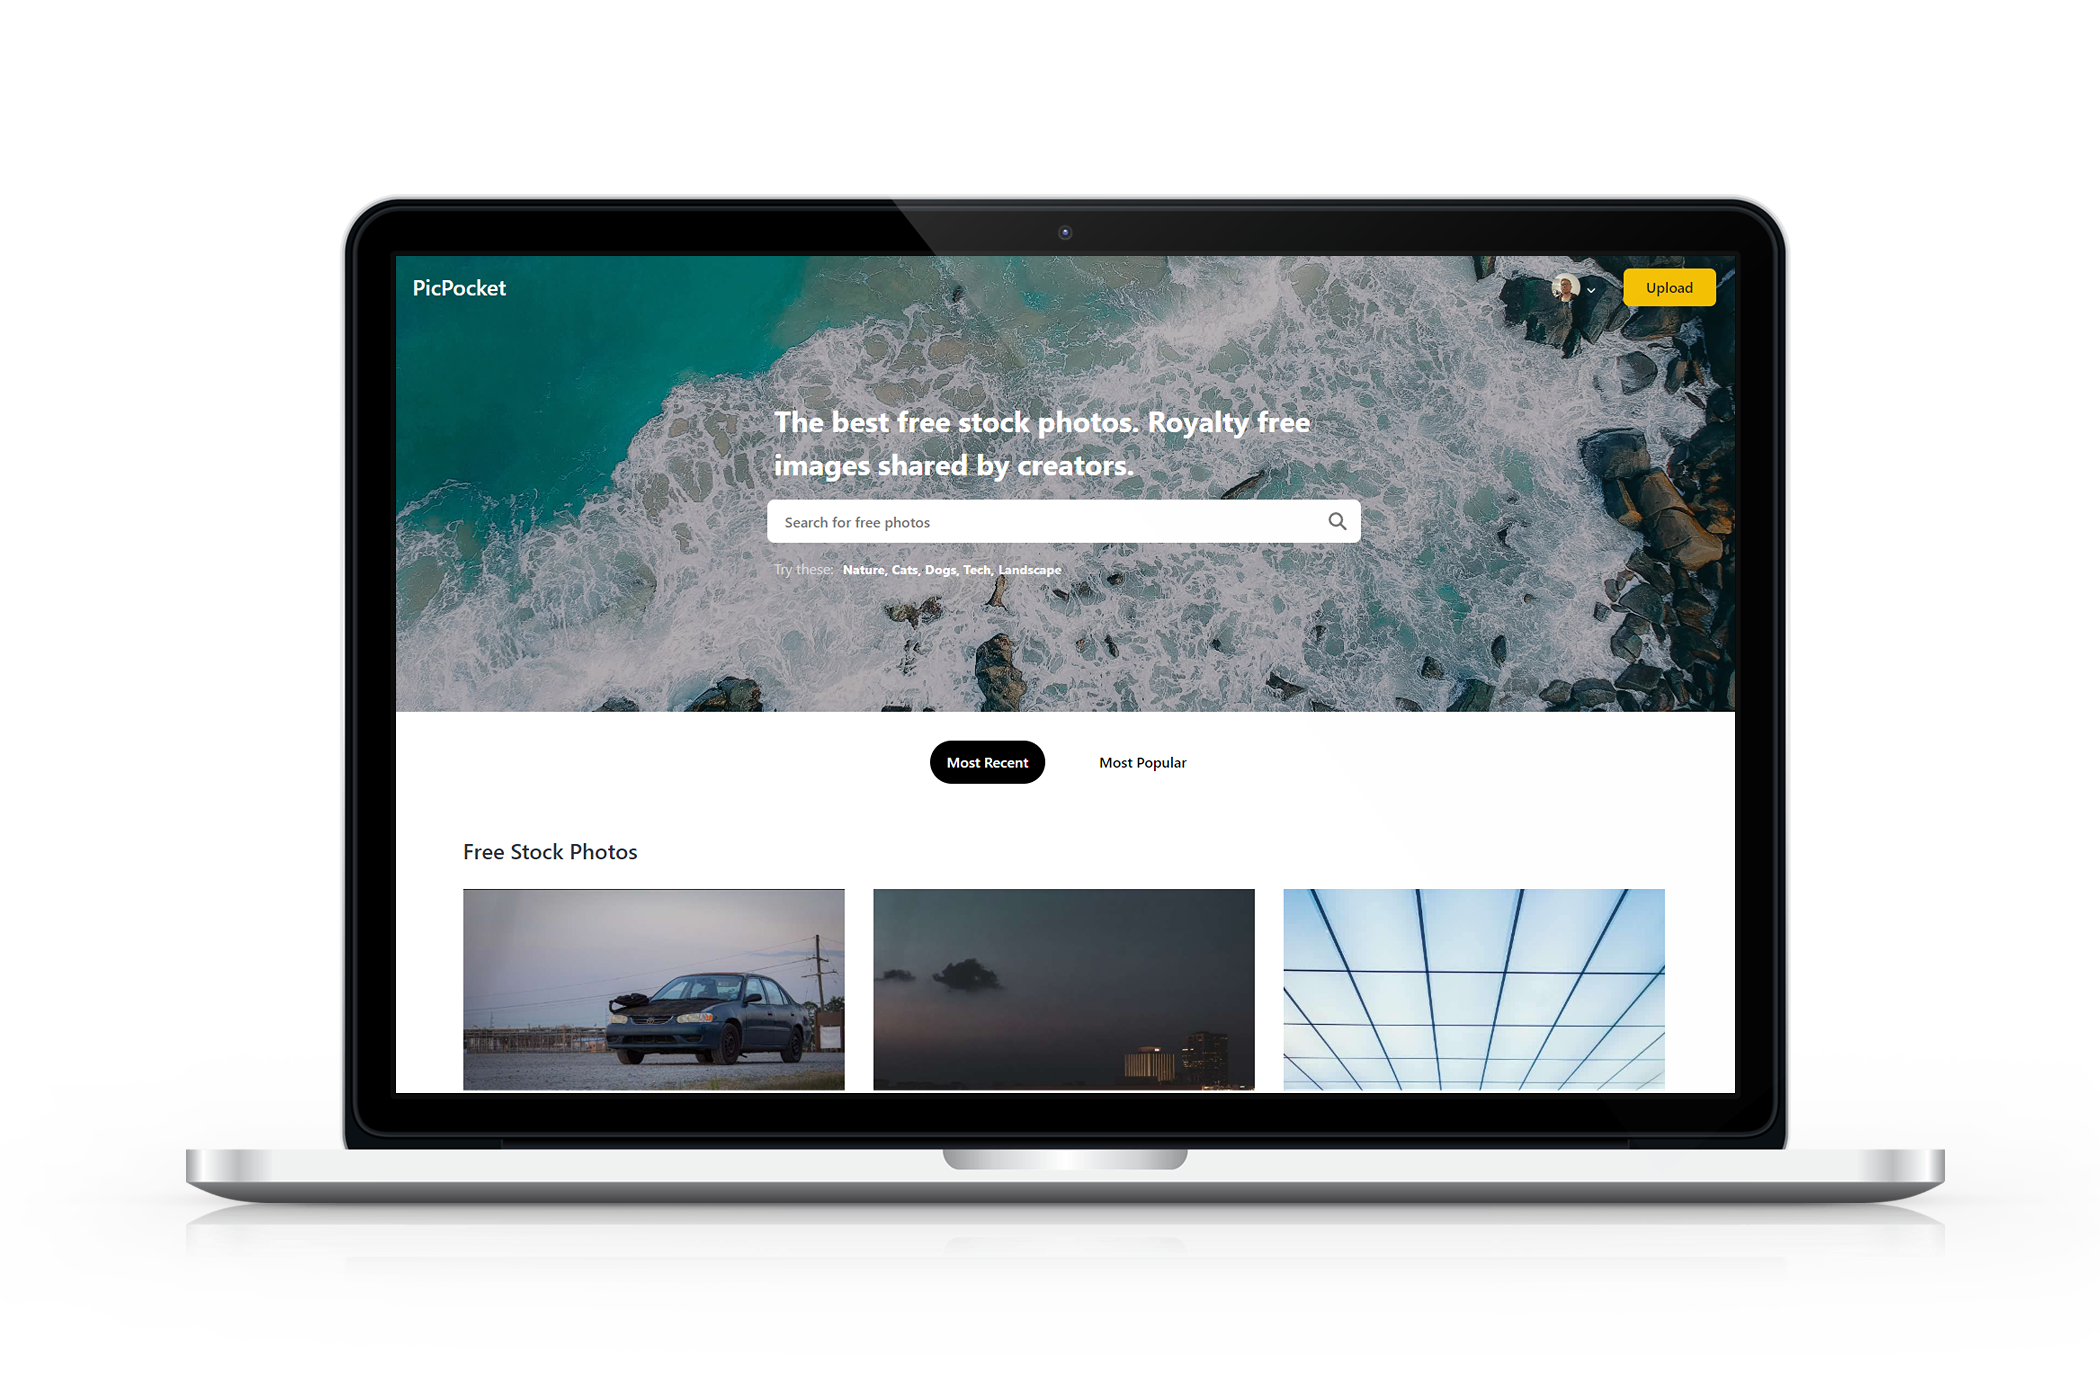 PicPocket
Upload
The best free stock photos. Royalty free
images shared by creators.
Search for free photos
Try these: Nature, Cats, Dogs, Tech, Landscape
Most Recent
Most Popular
Free Stock Photos